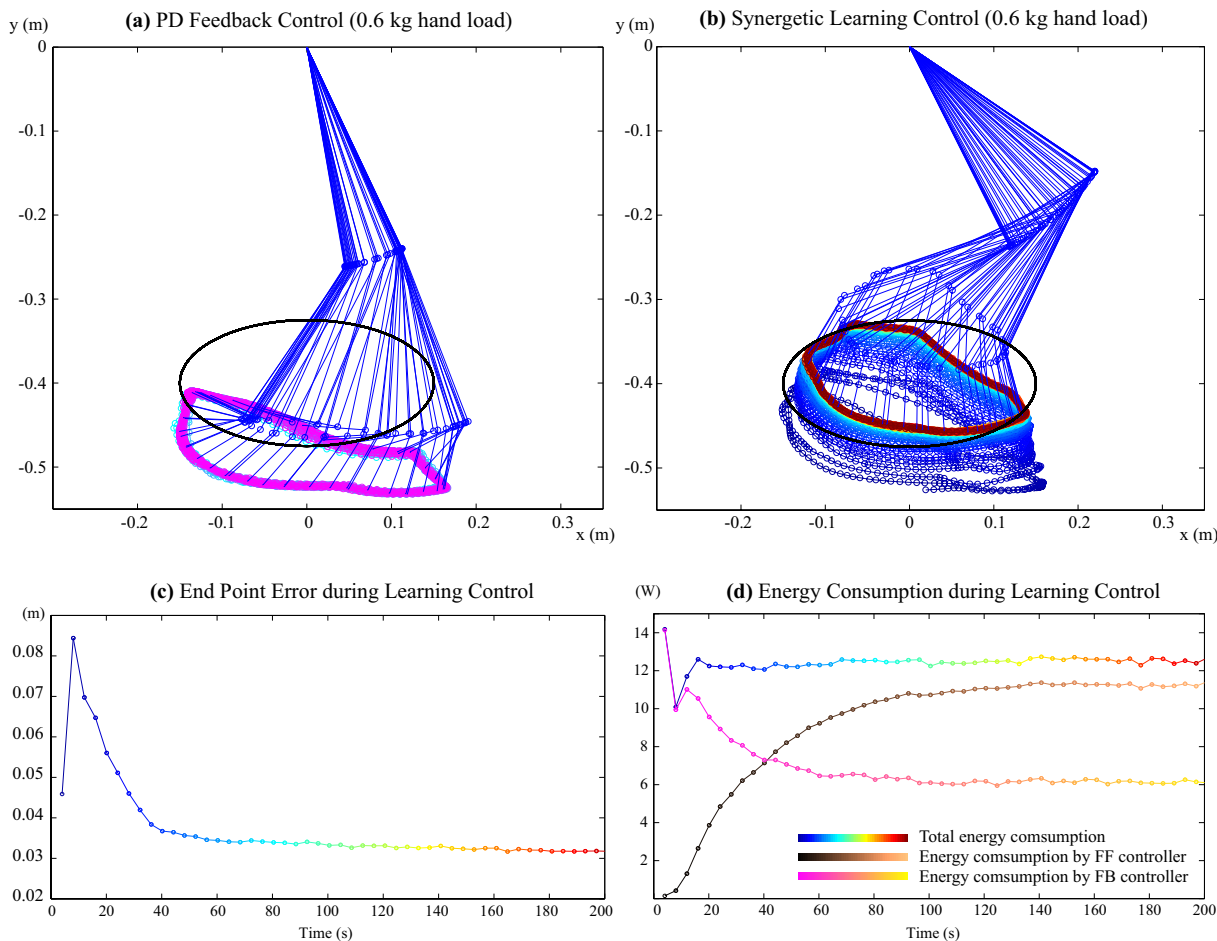 (a) PD Feedback Control (0.6 kg hand load)
y (m)
0
-0.1
-0.2
-0.3
-0.4
-0.5
-0.2
-0.1
0
0.1
0.2
0.3
x (m)
(b) Synergetic Learning Control (0.6 kg hand load)
y (m)
0
-0.1
-0.2
-0.3
-0.4
-0.5
-0.2
-0.1
0
0.1
0.2
0.3
x (m)
(c) End Point Error during Learning Control
(m)
0.08
0.07
0.06
0.05
0.04
0.03
0.02
0 20 40 60 80 100 120 140 160 180 200
Time (s)
(d) Energy Consumption during Learning Control
(W)
14
12
10
8
6
4
2
Total energy comsumption
Energy comsumption by FF controller
Energy comsumption by FB controller
0 20 40 60 80 100 120 140 160 180 200
Time (s)